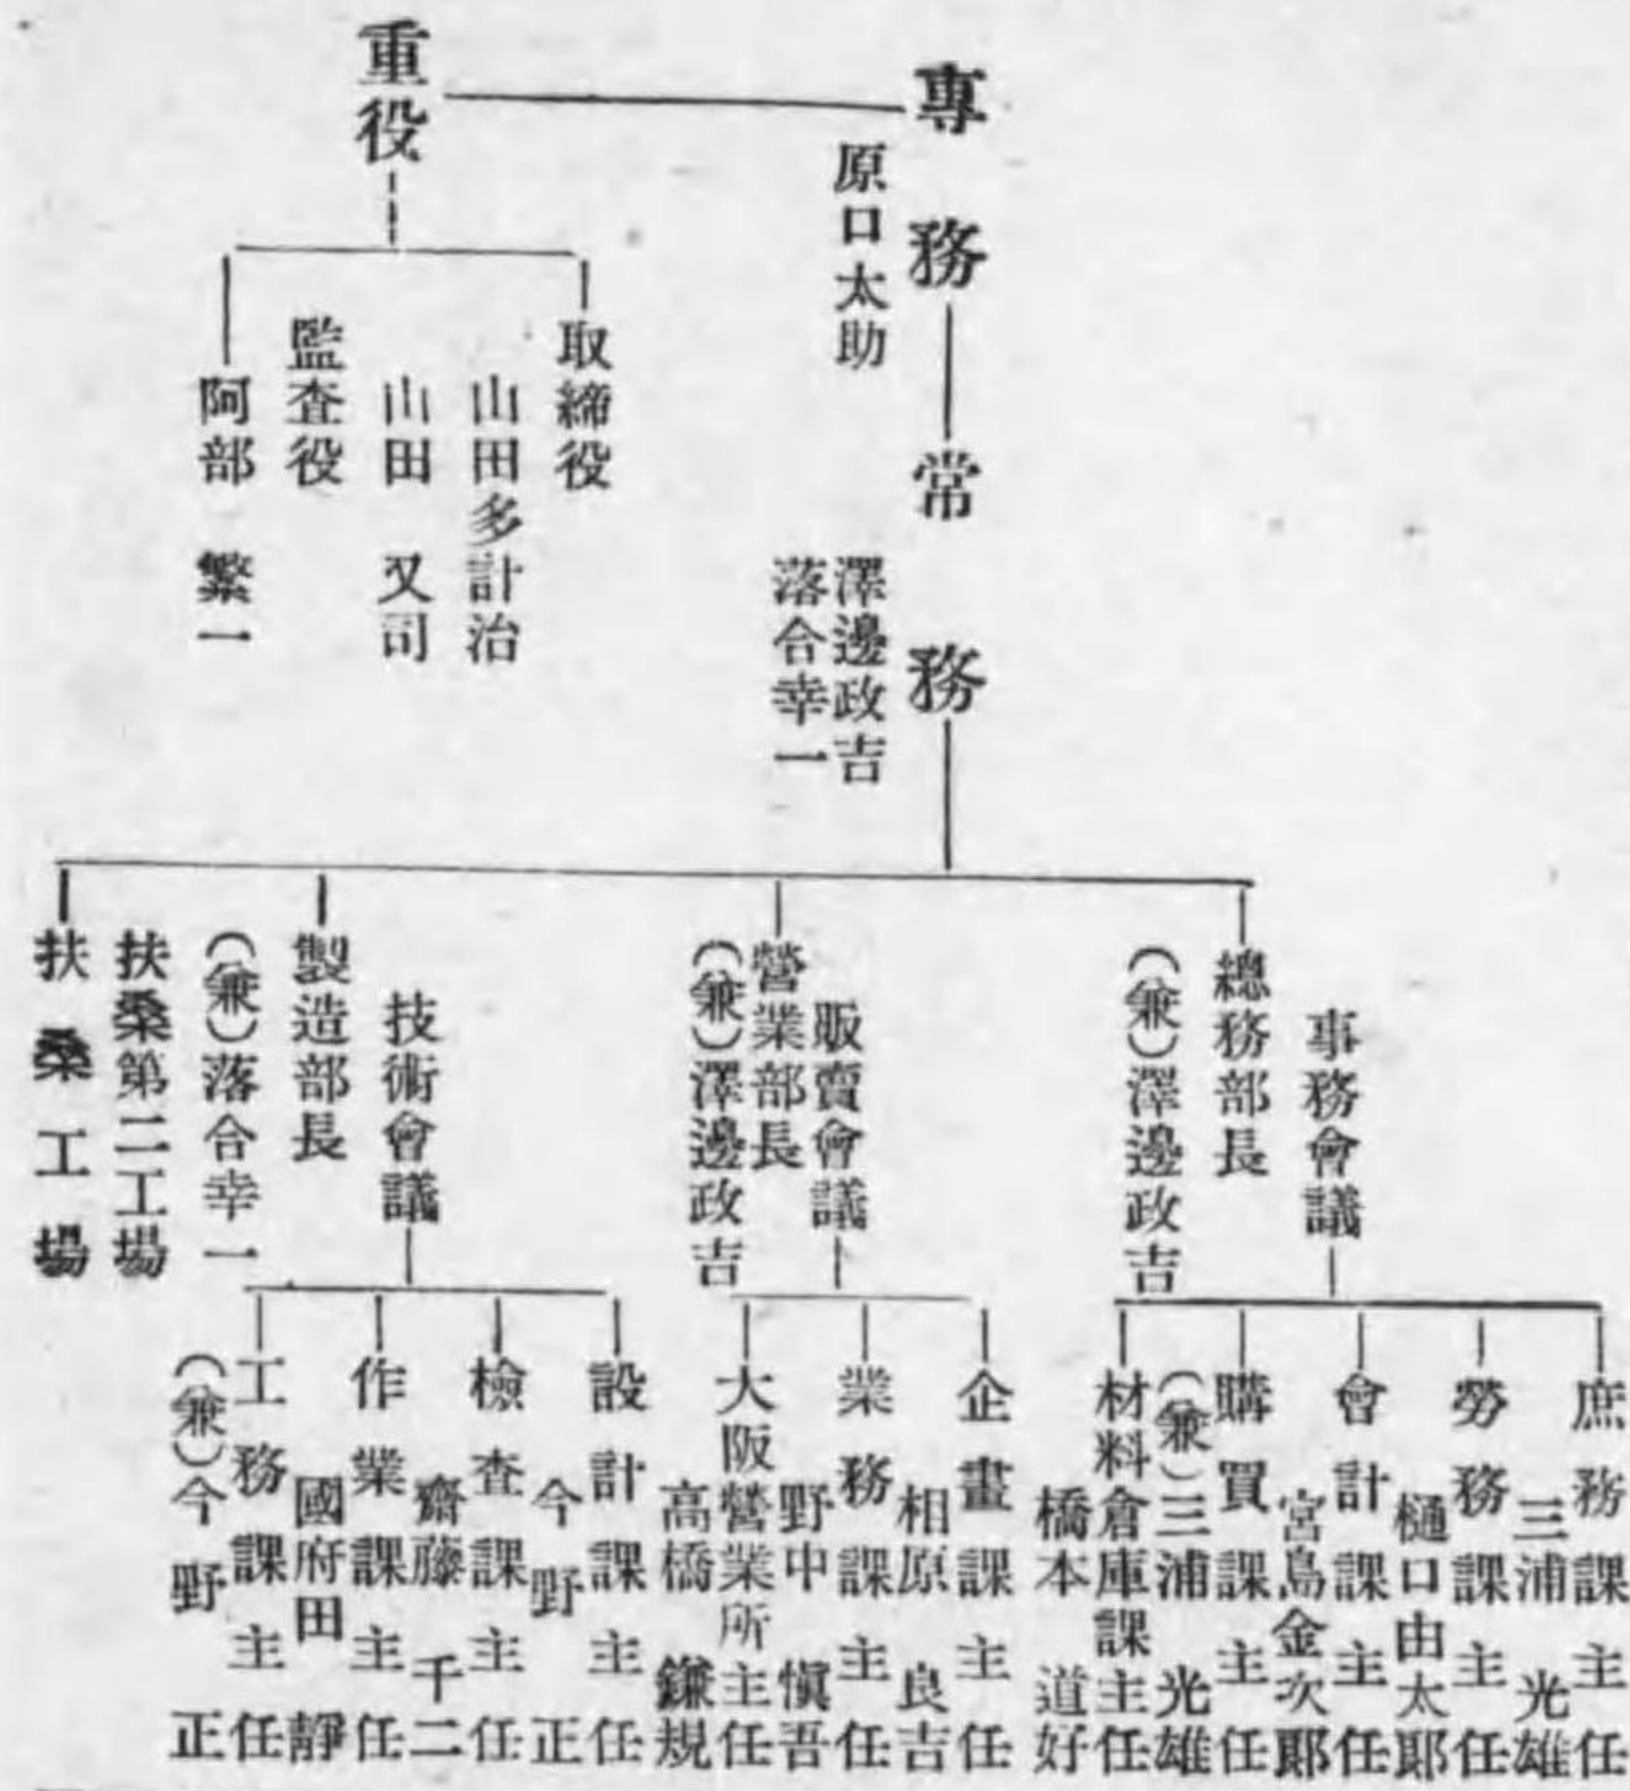 專務
原口太助
常務
澤邊政吉
落合幸一
重役
取締役
山田多計治
山田又司
監査役
阿部繁一
事務會議
總務部長
(兼)澤邊政吉
庶務課主任
三浦光雄
勞務課主任
樋口由太郎
會計課主任
宮島金次郎
購買課主任
(兼)三浦光雄
材料倉庫課主任
橋本道好
販賣會議
營業部長
(兼)澤邊政吉
企畫課主任
相原良吉
業務課主任
野中愼吾
大阪營業所主任
高橋鎌規
技術會議
製造部長
(兼)落合幸一
設計課主任
今野正
檢査課主任
齋藤千二
作業課主任
國府田靜
工務課主任
(兼)今野正
扶桑第二工場
扶桑工場